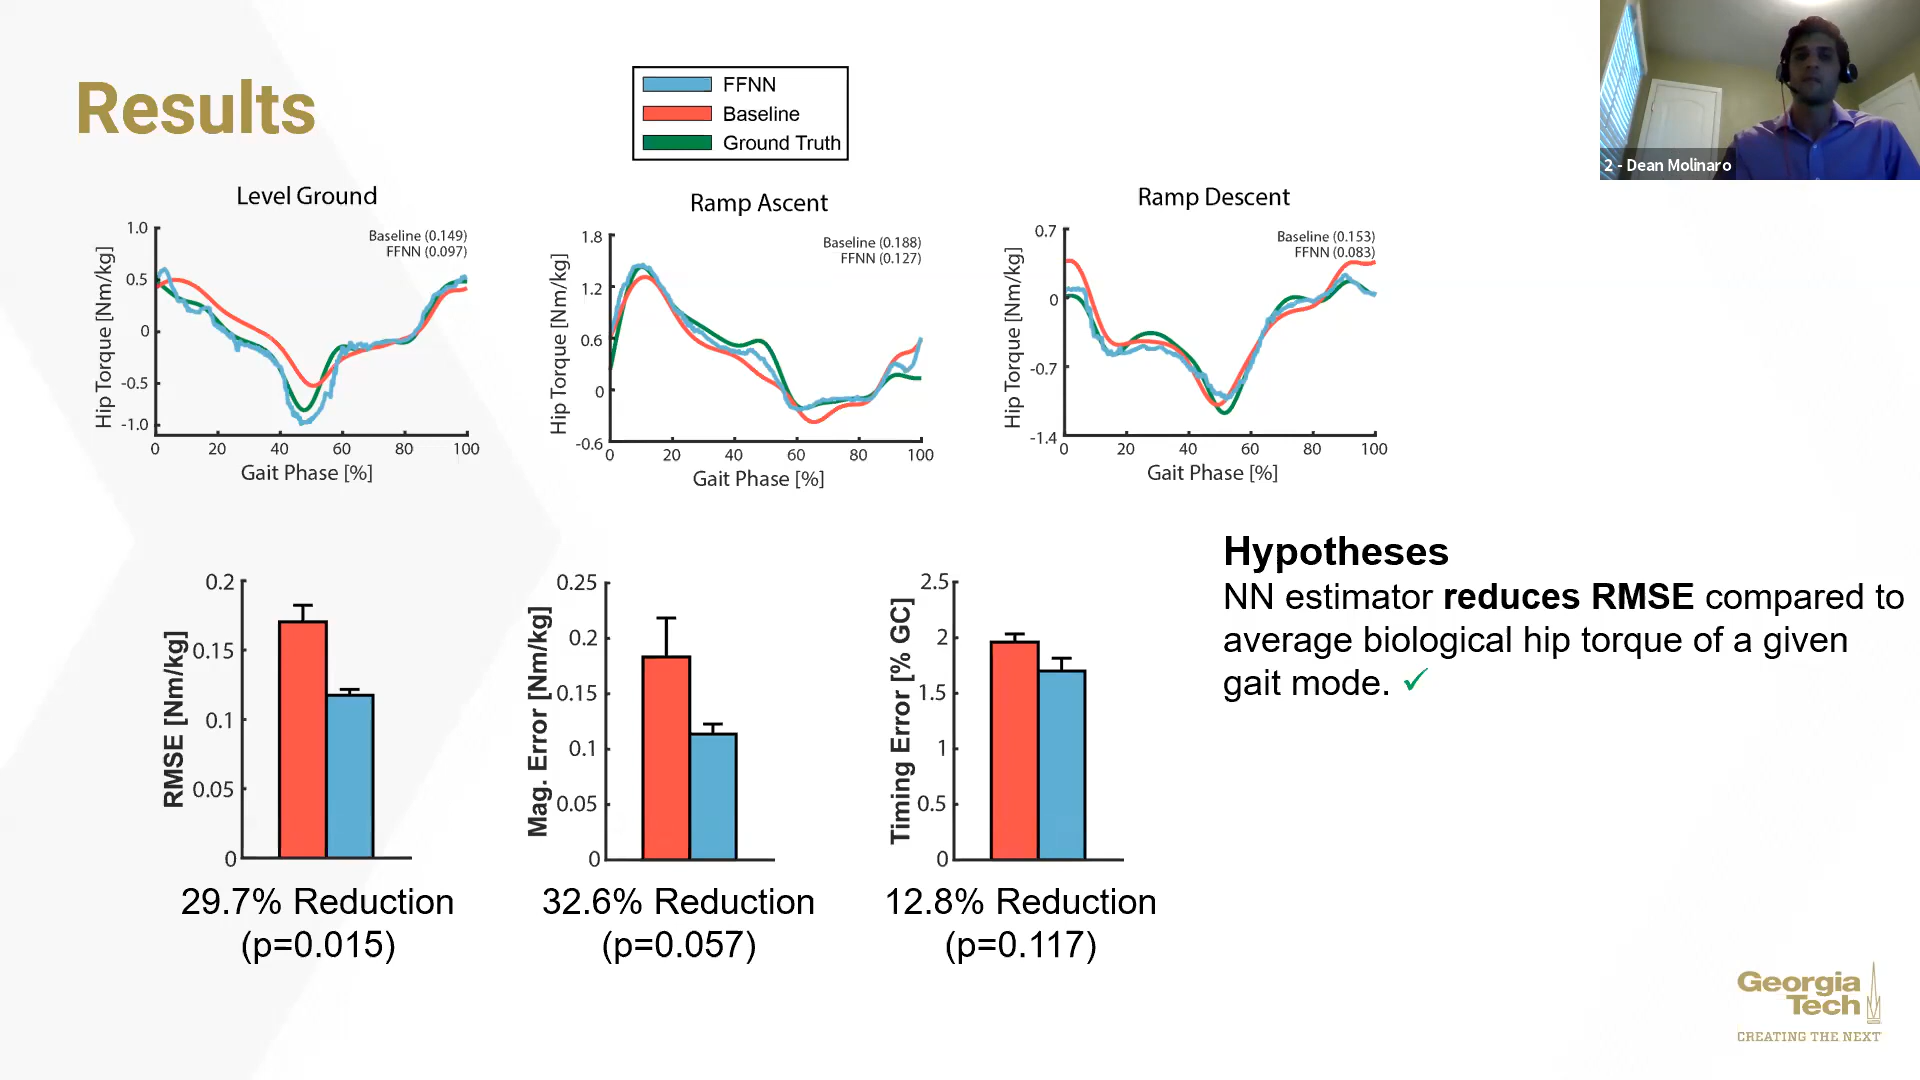 Results
FFNN
Baseline
Ground Truth
2 - Dean Molinaro
Level Ground
Baseline (0.149)
FFNN (0.097)
Hip Torque [Nm/kg]
1.0
0.5
0
-0.5
-1.0
0 20 40 60 80 100
Gait Phase [%]
Ramp Ascent
Baseline (0.188)
FFNN (0.127)
Hip Torque [Nm/kg]
1.8
1.2
0.6
0
-0.6
0 20 40 60 80 100
Gait Phase [%]
Ramp Descent
Baseline (0.153)
FFNN (0.083)
Hip Torque [Nm/kg]
0.7
0
-0.7
-1.4
0 20 40 60 80 100
Gait Phase [%]
RMSE [Nm/kg]
0.2
0.15
0.1
0.05
0
29.7% Reduction
(p=0.015)
Mag. Error [Nm/kg]
0.25
0.2
0.15
0.1
0.05
0
32.6% Reduction
(p=0.057)
Timing Error [% GC]
2.5
2
1.5
1
0.5
0
12.8% Reduction
(p=0.117)
Hypotheses
NN estimator reduces RMSE compared to
average biological hip torque of a given
gait mode. ✓
Georgia
Tech
CREATING THE NEXT